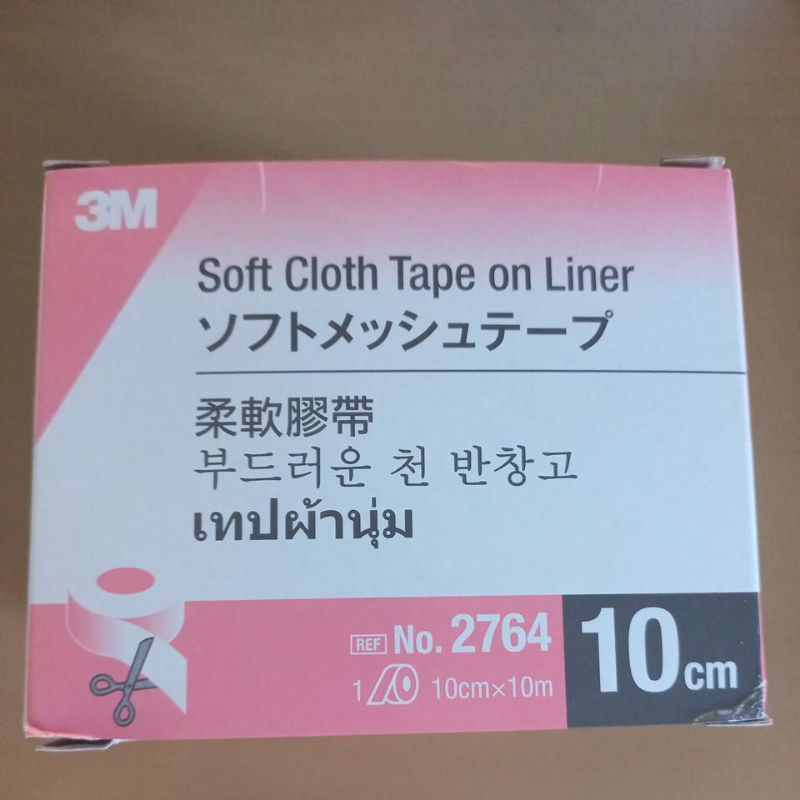 3M
Soft Cloth Tape on Liner
ソフトメッシュテープ
柔軟膠帶
부드러운 천 반창고
เทปผ้านุ่ม
REF No. 2764
1 10cm×10m
10cm